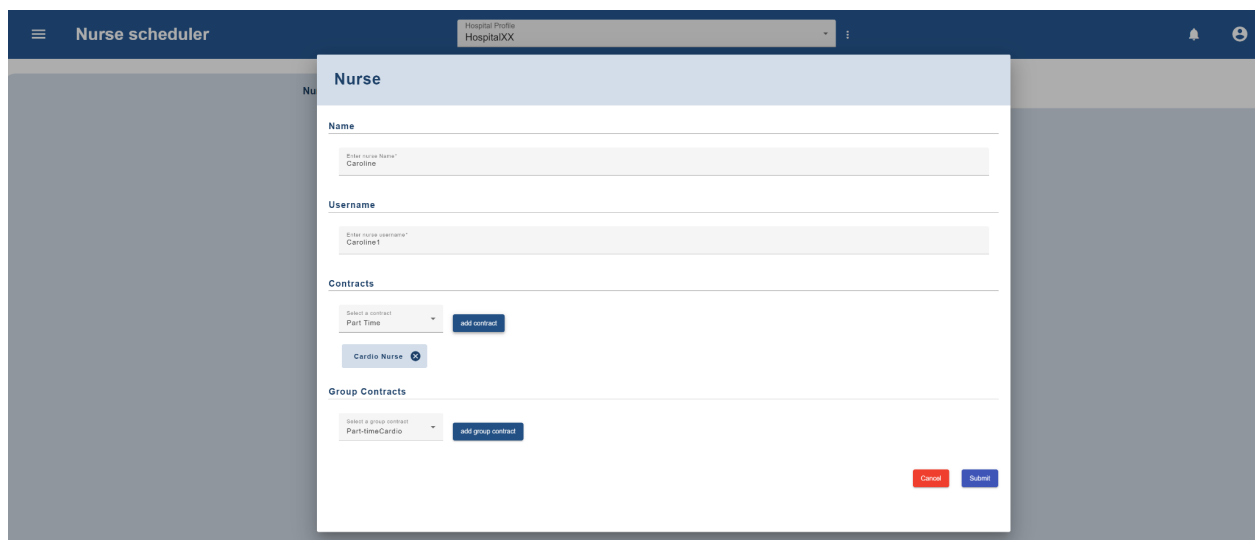 Nurse scheduler
Hospital Profile
HospitalXX
Nu
Nurse
Name
Enter nurse Name*
Caroline
Username
Enter nurse username*
Caroline1
Contracts
Select a contract
Part Time
add contract
Cardio Nurse
Group Contracts
Select a group contract
Part-timeCardio
add group contract
Cancel
Submit